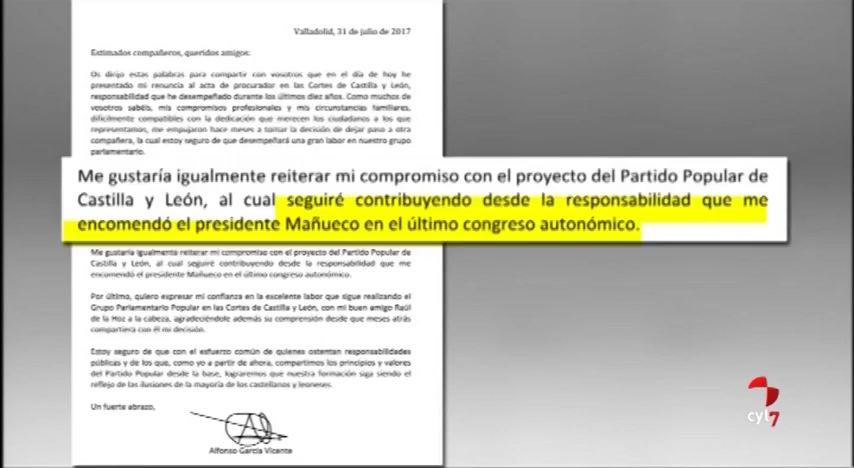 Valladolid, 31 de julio de 2017
Estimados compañeros, queridos amigos:
Os dirijo estas palabras para compartir con vosotros que en el día de hoy he
presentado mi renuncia al acta de procurador en las Cortes de Castilla y León,
responsabilidad que he desempeñado durante los últimos diez años. Como muchos de
vosotros sabéis, mis compromisos profesionales y mis circunstancias familiares,
difícilmente compatibles con la dedicación que merecen los ciudadanos a los que
representamos, me empujaron hace meses a tomar la decisión de dejar paso a otra
compañera, la cual estoy seguro de que desempeñará una gran labor en nuestro grupo
parlamentario.
Me gustaría igualmente reiterar mi compromiso con el proyecto del Partido Popular de
Castilla y León, al cual seguiré contribuyendo desde la responsabilidad que me
encomendó el presidente Mañueco en el último congreso autonómico.
Me gustaría igualmente reiterar mi compromiso con el proyecto del Partido Popular de
Castilla y León, al cual seguiré contribuyendo desde la responsabilidad que me
encomendó el presidente Mañueco en el último congreso autonómico.
Por último, quiero expresar mi confianza en la excelente labor que sigue realizando el
Grupo Parlamentario Popular en las Cortes de Castilla y León, con mi buen amigo Raúl
de la Hoz a la cabeza, agradeciéndole además su comprensión desde que meses atrás
compartiera con él mi decisión.
Estoy seguro de que con el esfuerzo común de quienes ostentan responsabilidades
públicas y de los que, como yo a partir de ahora, compartimos los principios y valores
del Partido Popular desde la base, lograremos que nuestra formación siga siendo el
reflejo de las ilusiones de la mayoría de los castellanos y leoneses.
Un fuerte abrazo,
Alfonso García Vicente
cyl7